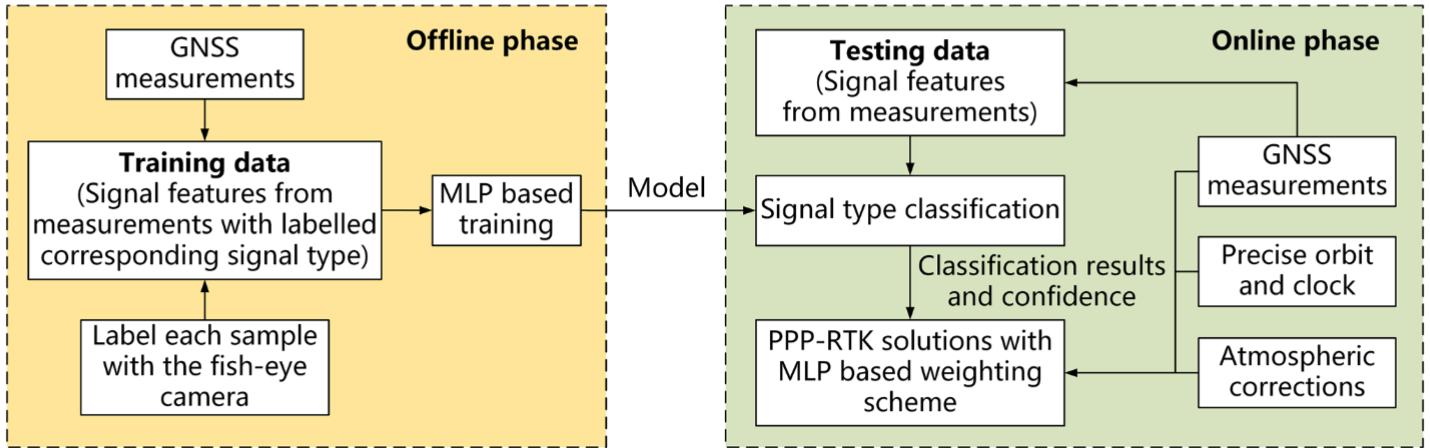 Offline phase
GNSS
measurements
Training data
(Signal features from
measurements with labelled
corresponding signal type)
Label each sample
with the fish-eye
camera
MLP based
training
Model
Online phase
Testing data
(Signal features
from measurements)
Signal type classification
Classification results
and confidence
PPP-RTK solutions with
MLP based weighting
scheme
GNSS
measurements
Precise orbit
and clock
Atmospheric
corrections